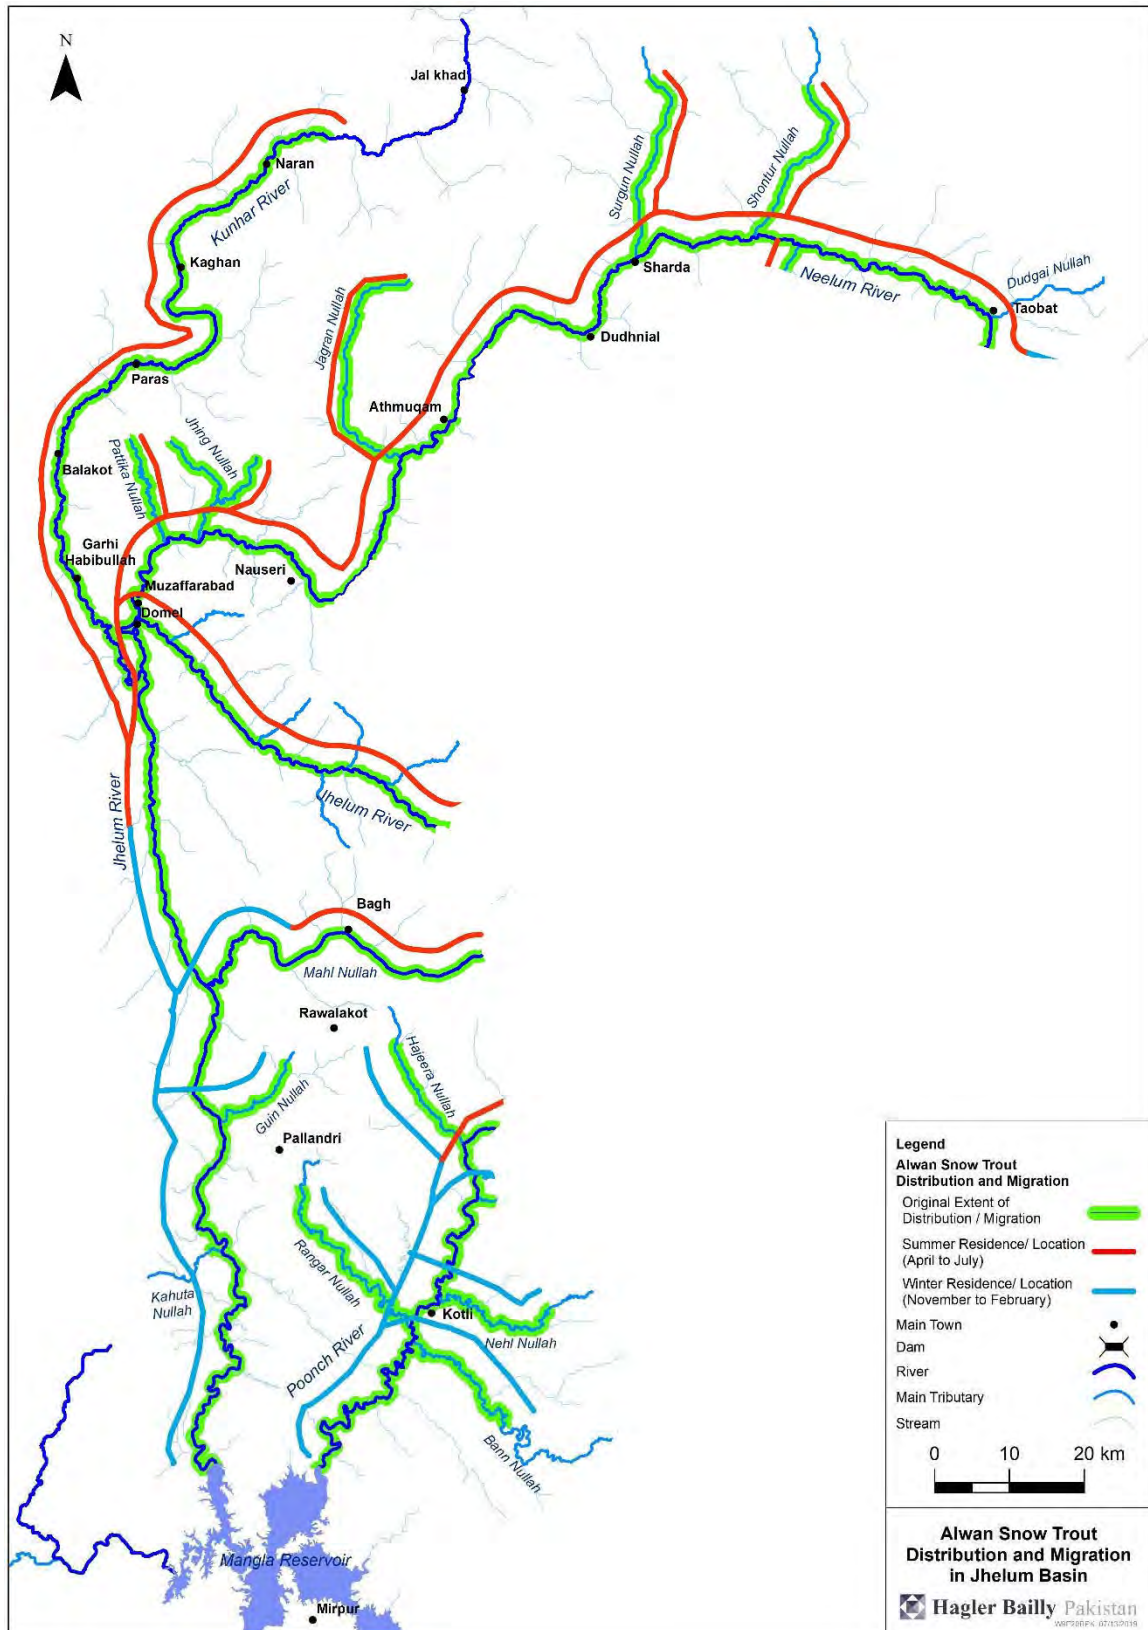 N
Jal khad
Naran
Kunhar River
Kaghan
Surgun Nullah
Shontur Nullah
Sharda
Neelum River
Dudgai Nullah
Taobat
Dudhnial
Jagran Nullah
Paras
Athmuqam
Jhing Nullah
Pattika Nullah
Balakot
Garhi
Habibullah
Nauseri
Muzaffarabad
Domel
Jhelum River
Jhelum River
Bagh
Mahl Nullah
Rawalakot
Hajeera Nullah
Guin Nullah
Pallandri
Rangar Nullah
Kahuta
Nullah
Kotli
Nehl Nullah
Poonch River
Bann Nullah
Mangla Reservoir
Mirpur
Legend
Alwan Snow Trout
Distribution and Migration
Original Extent of
Distribution / Migration
Summer Residence/ Location
(April to July)
Winter Residence/ Location
(November to February)
Main Town
Dam
River
Main Tributary
Stream
0 10 20 km
Alwan Snow Trout
Distribution and Migration
in Jhelum Basin
Hagler Bailly Pakistan